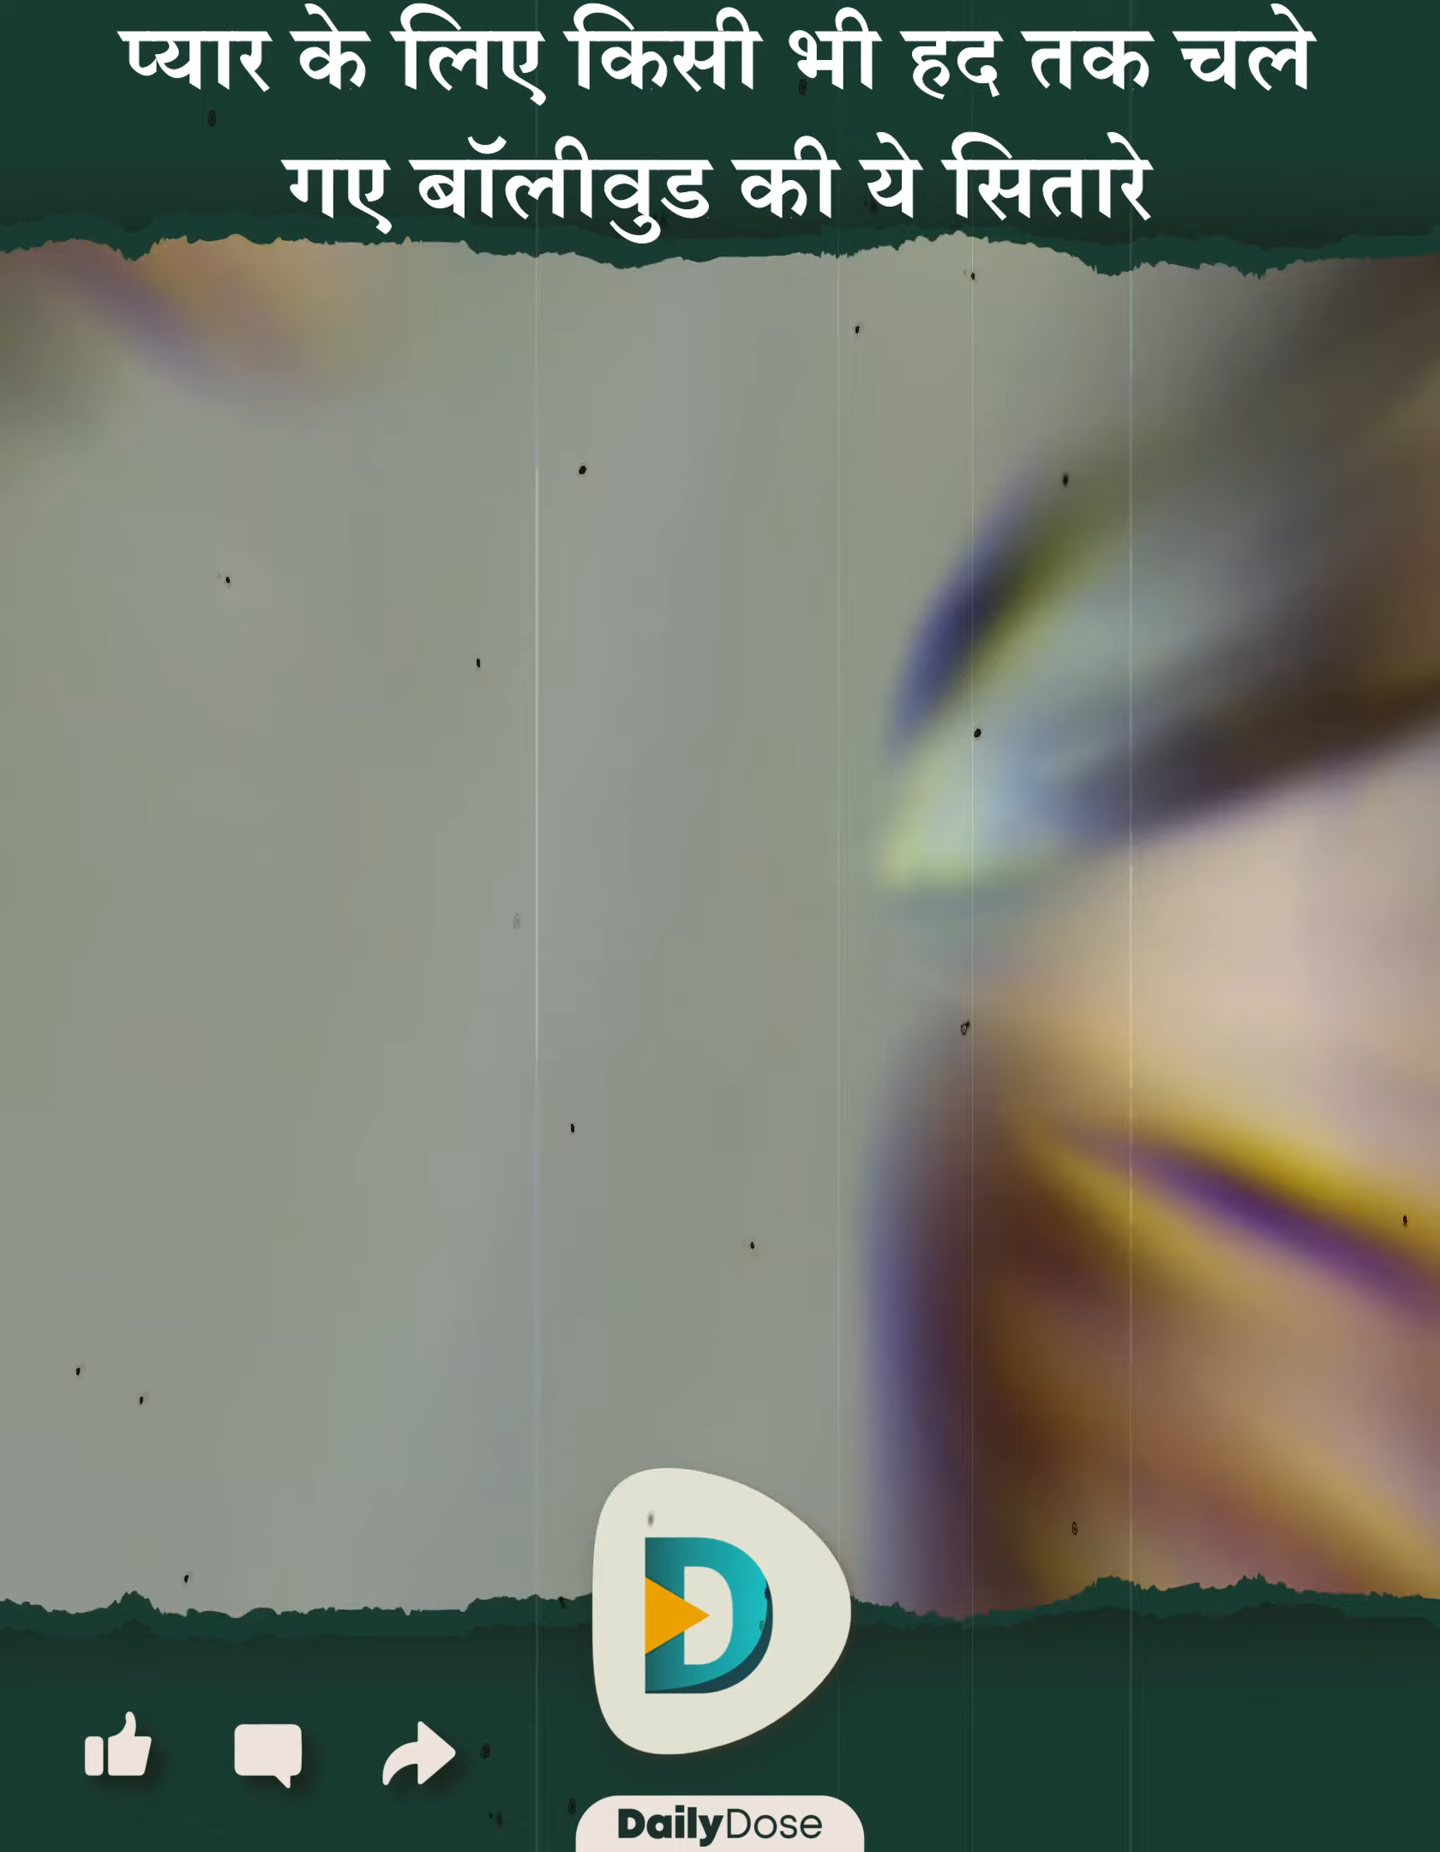 प्यार के लिए किसी भी हद तक चले
गए बॉलीवुड की ये सितारे
D
DailyDose